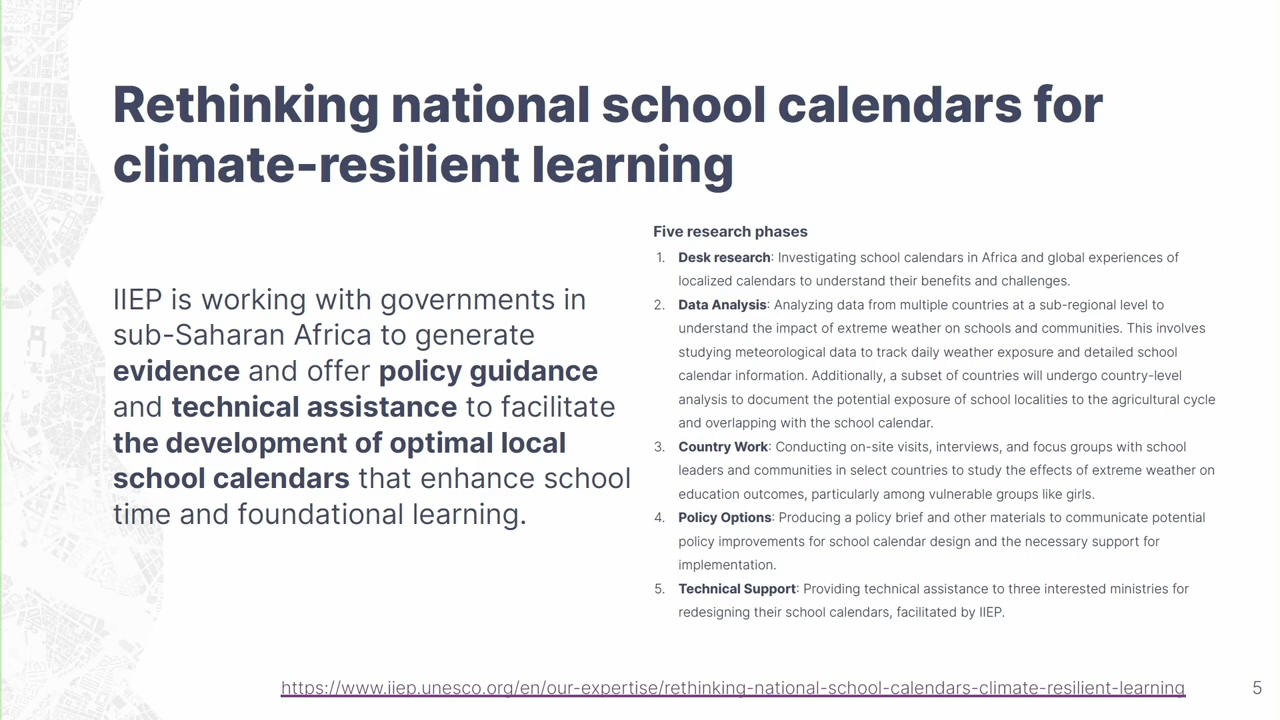 Rethinking national school calendars for
climate-resilient learning
IIEP is working with governments in
sub-Saharan Africa to generate
evidence and offer policy guidance
and technical assistance to facilitate
the development of optimal local
school calendars that enhance school
time and foundational learning.
Five research phases
1. Desk research: Investigating school calendars in Africa and global experiences of
localized calendars to understand their benefits and challenges.
2. Data Analysis: Analyzing data from multiple countries at a sub-regional level to
understand the impact of extreme weather on schools and communities. This involves
studying meteorological data to track daily weather exposure and detailed school
calendar information. Additionally, a subset of countries will undergo country-level
analysis to document the potential exposure of school localities to the agricultural cycle
and overlapping with the school calendar.
3. Country Work: Conducting on-site visits, interviews, and focus groups with school
leaders and communities in select countries to study the effects of extreme weather on
education outcomes, particularly among vulnerable groups like girls.
4. Policy Options: Producing a policy brief and other materials to communicate potential
policy improvements for school calendar design and the necessary support for
implementation.
5. Technical Support: Providing technical assistance to three interested ministries for
redesigning their school calendars, facilitated by IIEP.
https://www.iiep.unesco.org/en/our-expertise/rethinking-national-school-calendars-climate-resilient-learning
5